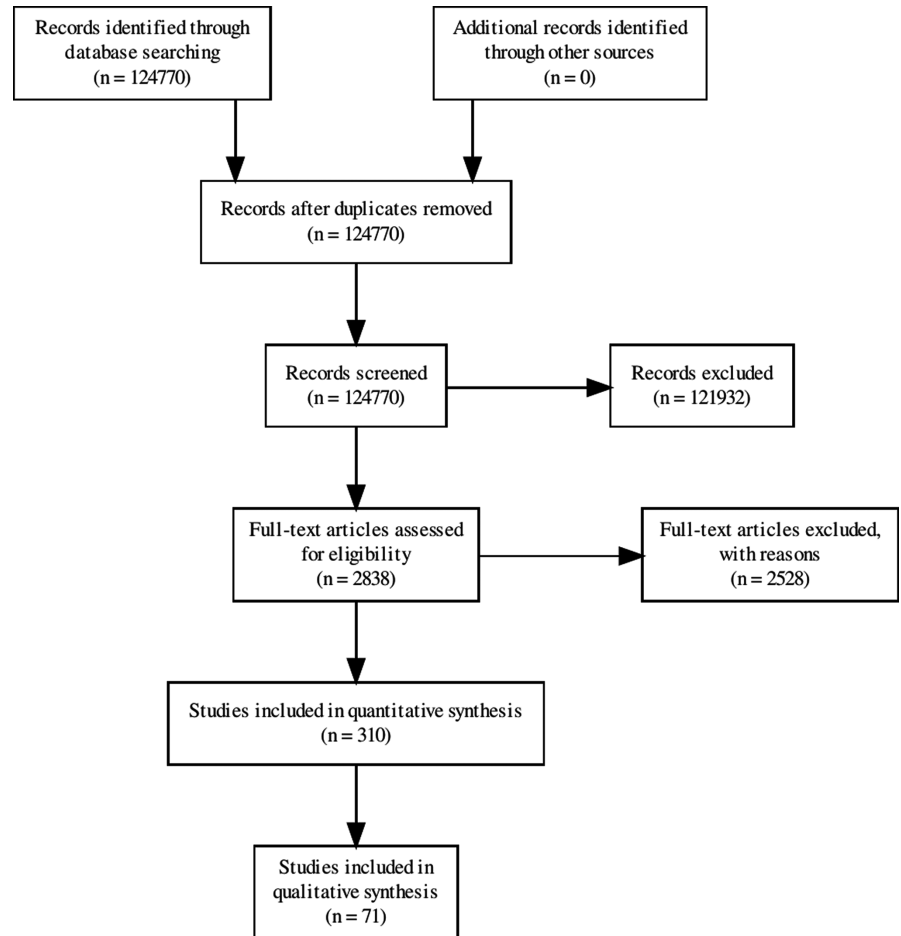 Records identified through
database searching
(n = 124770)
Additional records identified
through other sources
(n = 0)
Records after duplicates removed
(n = 124770)
Records screened
(n = 124770)
Records excluded
(n = 121932)
Full-text articles assessed
for eligibility
(n = 2838)
Full-text articles excluded,
with reasons
(n = 2528)
Studies included in quantitative synthesis
(n = 310)
Studies included in
qualitative synthesis
(n = 71)